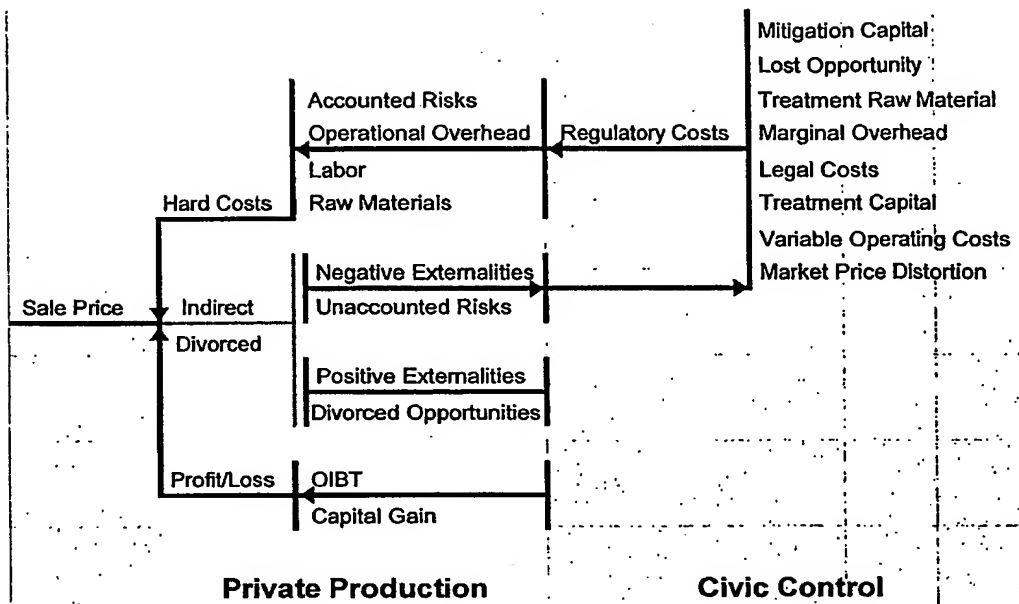 Mitigation Capital
Lost Opportunity
Treatment Raw Material
Marginal Overhead
Legal Costs
Treatment Capital
Variable Operating Costs
Market Price Distortion
Regulatory Costs
Accounted Risks
Operational Overhead
Labor
Raw Materials
Hard Costs
Negative Externalities
Unaccounted Risks
Sale Price
Indirect
Divorced
Positive Externalities
Divorced Opportunities
Profit/Loss
OIBT
Capital Gain
Private Production
Civic Control